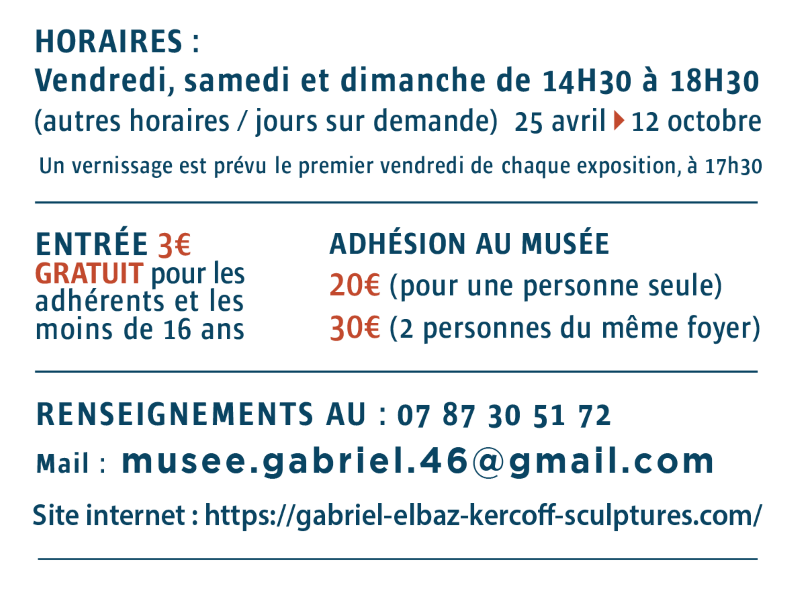 HORAIRES :
Vendredi, samedi et dimanche de 14H30 à 18H30
(autres horaires / jours sur demande) 25 avril ▸ 12 octobre
Un vernissage est prévu le premier vendredi de chaque exposition, à 17h30
ENTRÉE 3€
GRATUIT pour les
adhérents et les
moins de 16 ans
ADHÉSION AU MUSÉE
20€ (pour une personne seule)
30€ (2 personnes du même foyer)
RENSEIGNEMENTS AU : 07 87 30 51 72
Mail : musee.gabriel.46@gmail.com
Site internet : https://gabriel-elbaz-kercoff-sculptures.com/